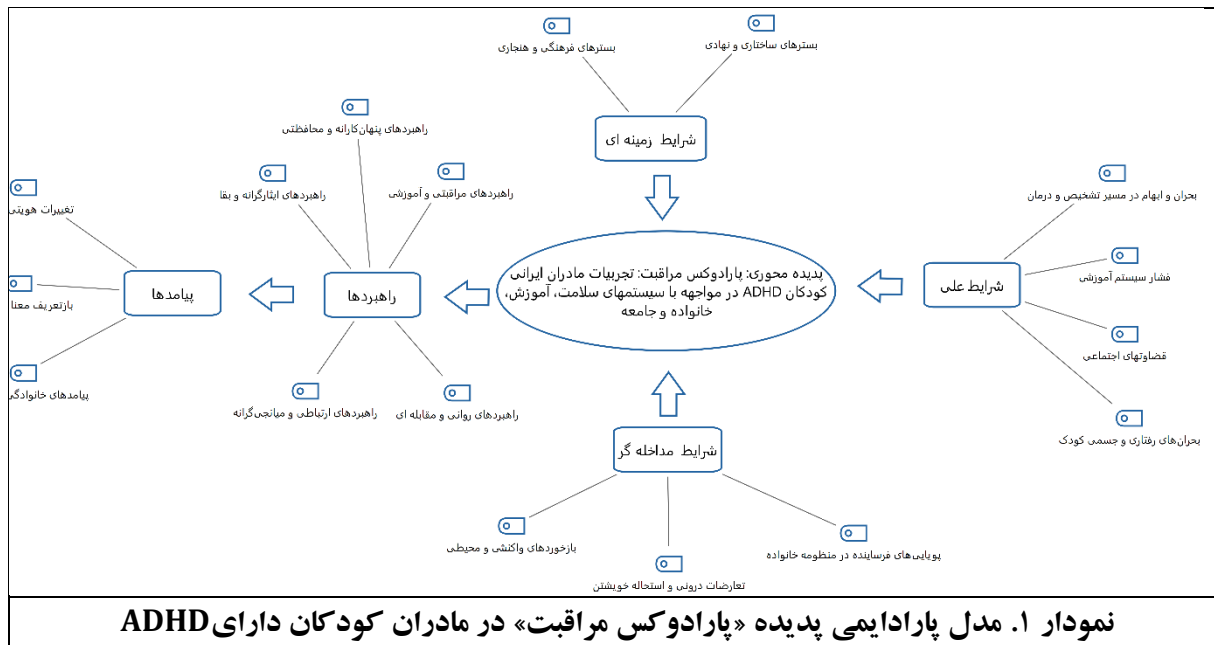 بسترهای ساختاری و نهادی
بسترهای فرهنگی و هنجاری
شرایط زمینه ای
بحران و ابهام در مسیر تشخیص و درمان
فشار سیستم آموزشی
قضاوتهای اجتماعی
بحران‌های رفتاری و جسمی کودک
شرایط علی
پدیده محوری: پارادوکس مراقبت: تجربیات مادران ایرانی
کودکان ADHD در مواجهه با سیستمهای سلامت، آموزش،
خانواده و جامعه
شرایط مداخله گر
پویایی‌های فرساینده در منظومه خانواده
تعارضات درونی و استحاله خویشتن
بازخوردهای واکنشی و محیطی
راهبردهای پنهان‌کارانه و محافظتی
راهبردهای مراقبتی و آموزشی
راهبردهای ایثارگرانه و بقا
راهبردها
راهبردهای روانی و مقابله ای
راهبردهای ارتباطی و میانجی‌گرانه
پیامدها
تغییرات هویتی
بازتعریف معنا
پیامدهای خانوادگی
نمودار ۱. مدل پارادایمی پدیده «پارادوکس مراقبت» در مادران کودکان دارای ADHD